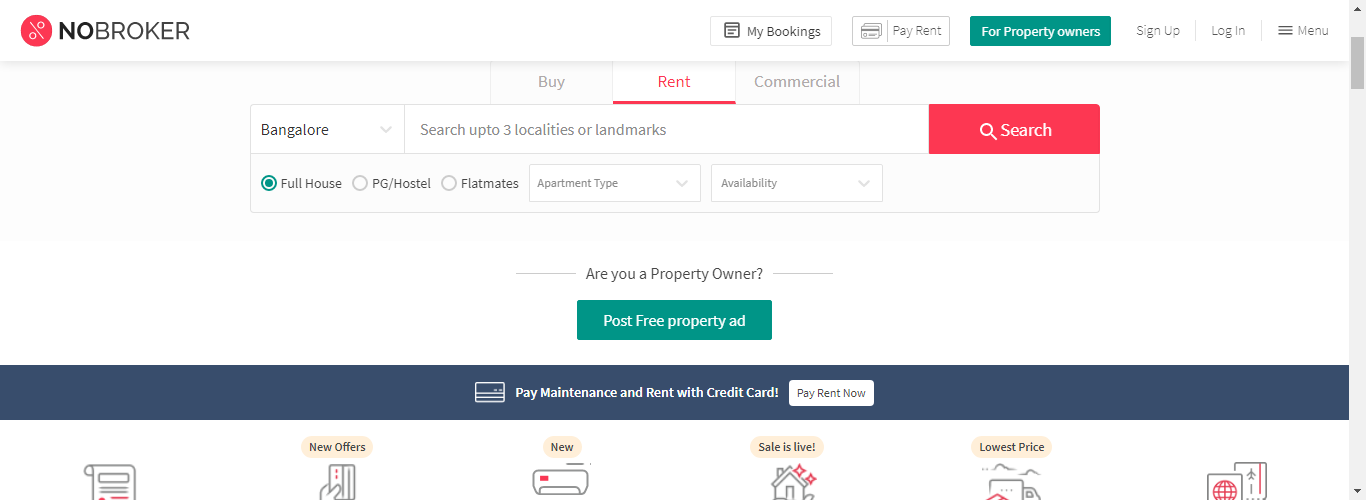 NOBROKER
My Bookings
Pay Rent
For Property owners
Sign Up
Log In
Menu
Buy
Rent
Commercial
Bangalore
Search upto 3 localities or landmarks
Search
Full House
PG/Hostel
Flatmates
Apartment Type
Availability
Are you a Property Owner?
Post Free property ad
Pay Maintenance and Rent with Credit Card!
Pay Rent Now
New Offers
New
Sale is live!
Lowest Price